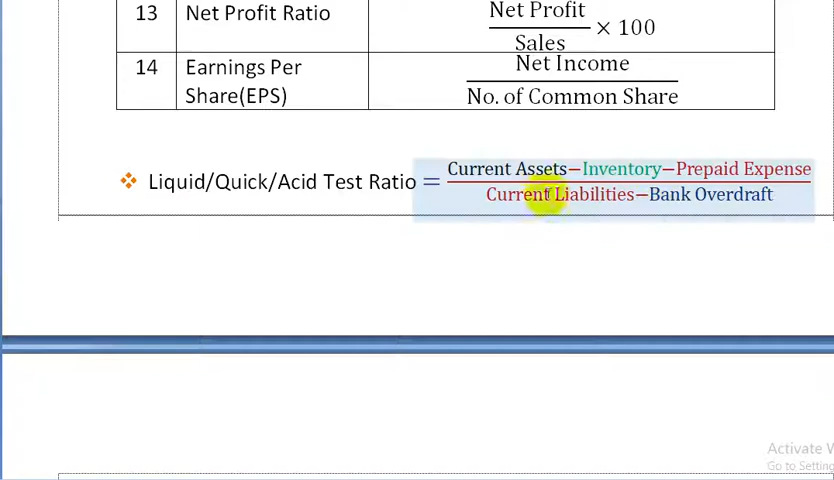 13 Net Profit Ratio Net Profit / Sales × 100
14 Earnings Per Share(EPS) Net Income / No. of Common Share
❖ Liquid/Quick/Acid Test Ratio = Current Assets−Inventory−Prepaid Expense / Current Liabilities−Bank Overdraft
Activate
Go to Setting